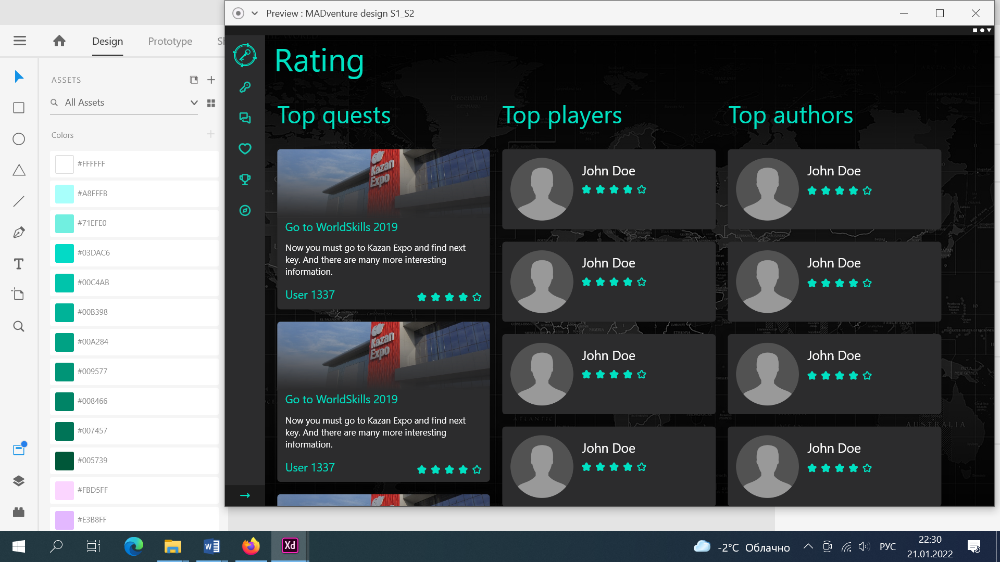 Preview : MADventure design S1_S2
Design
Prototype
ASSETS
All Assets
Colors
#FFFFFF
#A8FFFB
#71EFE0
#03DAC6
#00C4AB
#00B398
#00A284
#009577
#008466
#007457
#005739
#FBD5FF
#E3B8FF
Rating
Greenland
Top quests
Kazan
Expo
Go to WorldSkills 2019
Now you must go to Kazan Expo and find next
key. And there are many more interesting
information.
User 1337
Kazan
Expo
Go to WorldSkills 2019
Now you must go to Kazan Expo and find next
key. And there are many more interesting
information.
User 1337
Top players
John Doe
John Doe
John Doe
John Doe
Top authors
John Doe
John Doe
John Doe
John Doe
AUSTRALIA
W
Xd
-2°C Облачно
РУС
22:30
21.01.2022